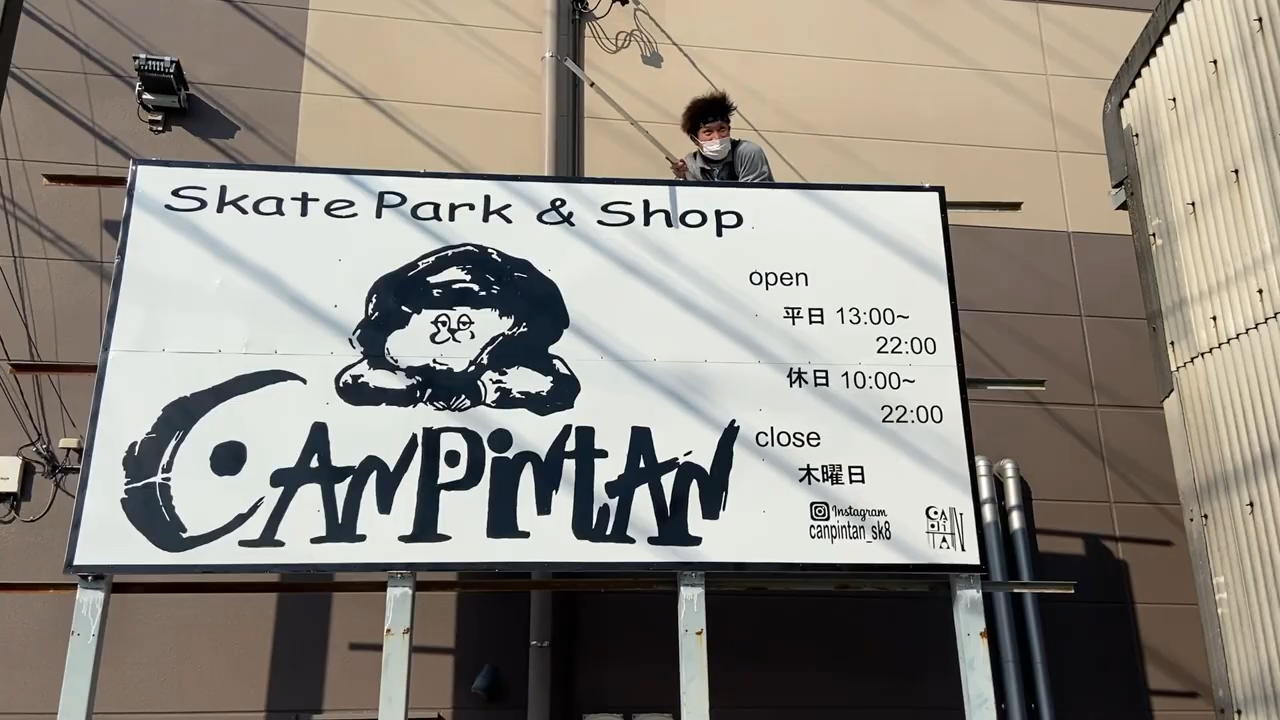 Skate Park & Shop
open
平日 13:00~
22:00
休日 10:00~
22:00
close
木曜日
CANPiNtAN
Instagram
canpintan_sk8
CANPiNTAN